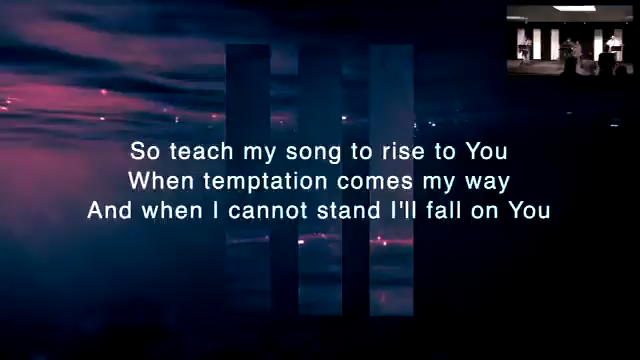 So teach my song to rise to You
When temptation comes my way
And when I cannot stand I'll fall on You